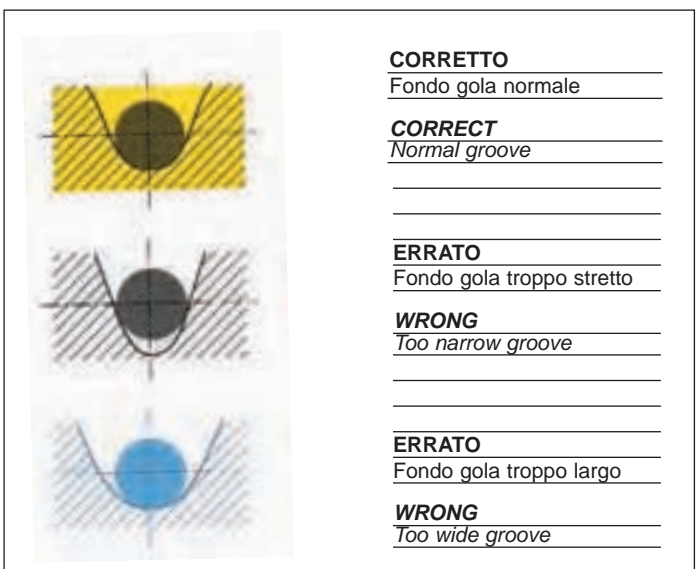 CORRETTO
Fondo gola normale
CORRECT
Normal groove
ERRATO
Fondo gola troppo stretto
WRONG
Too narrow groove
ERRATO
Fondo gola troppo largo
WRONG
Too wide groove